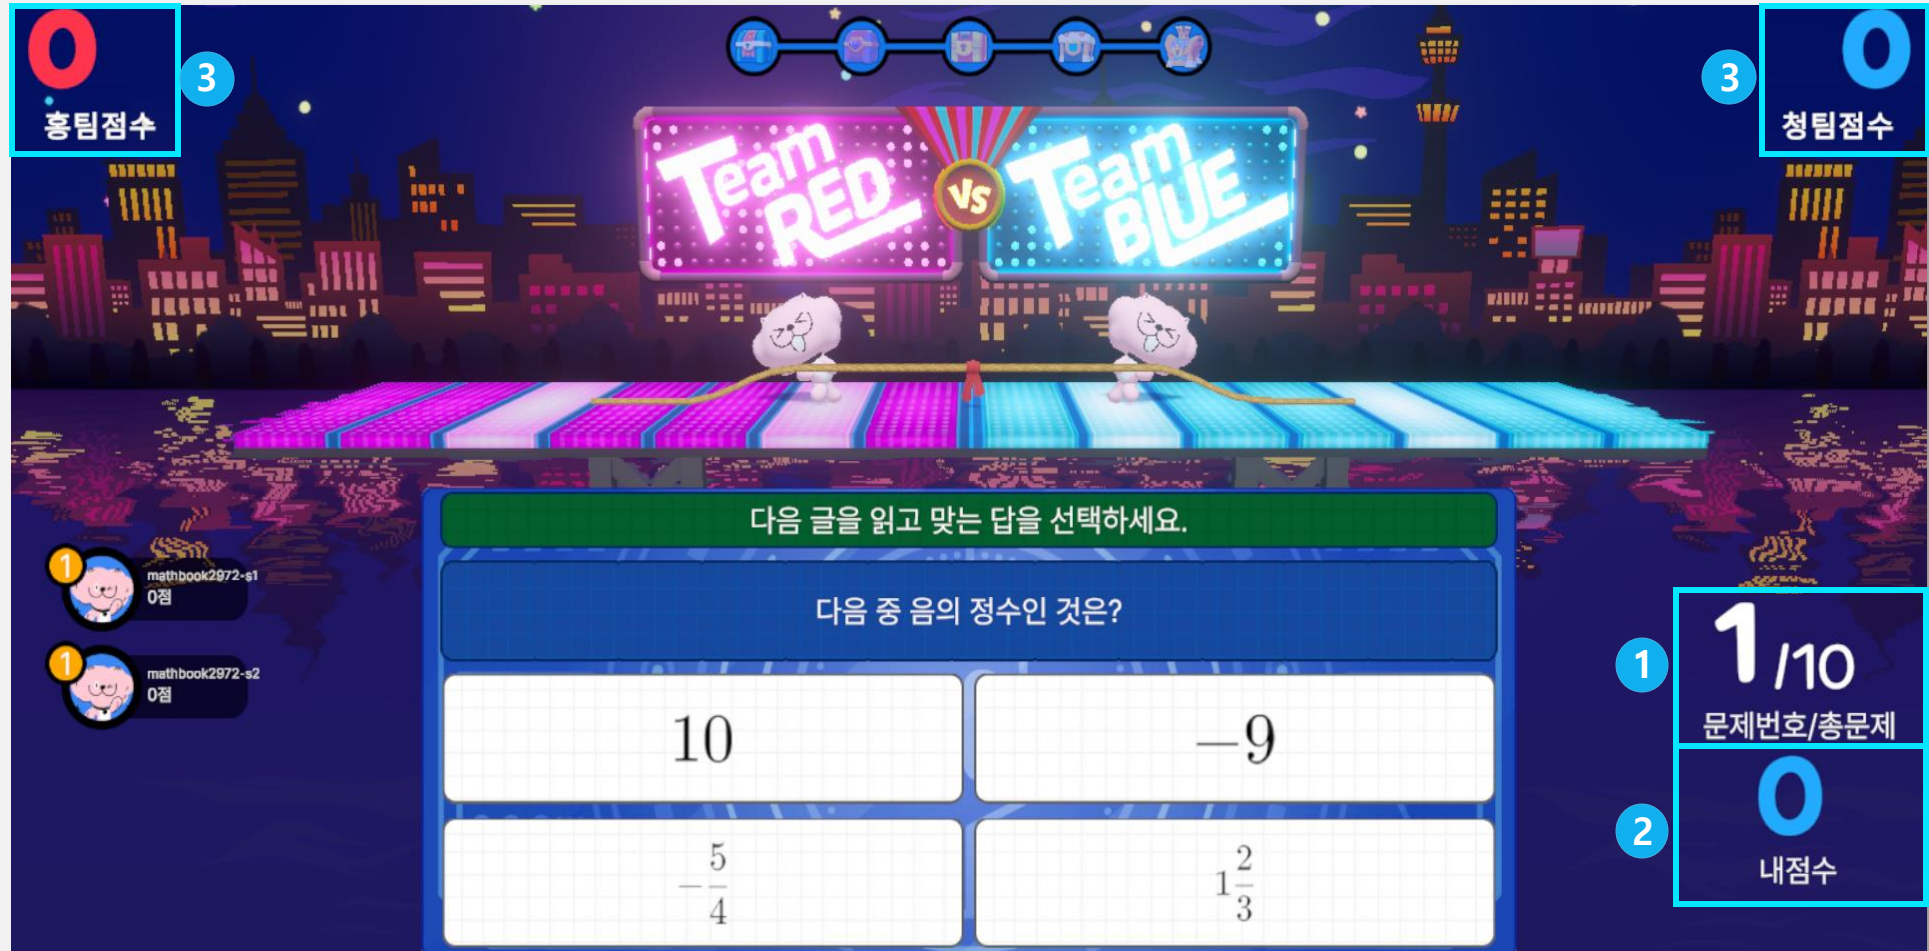 0
홍팀점수
3
Team
RED
VS
Team
BLUE
3
0
청팀점수
다음 글을 읽고 맞는 답을 선택하세요.
다음 중 음의 정수인 것은?
10
−9
−5/4
1 2/3
1
mathbook2972-s1
0점
1
mathbook2972-s2
0점
1
1/10
문제번호/총문제
2
0
내점수